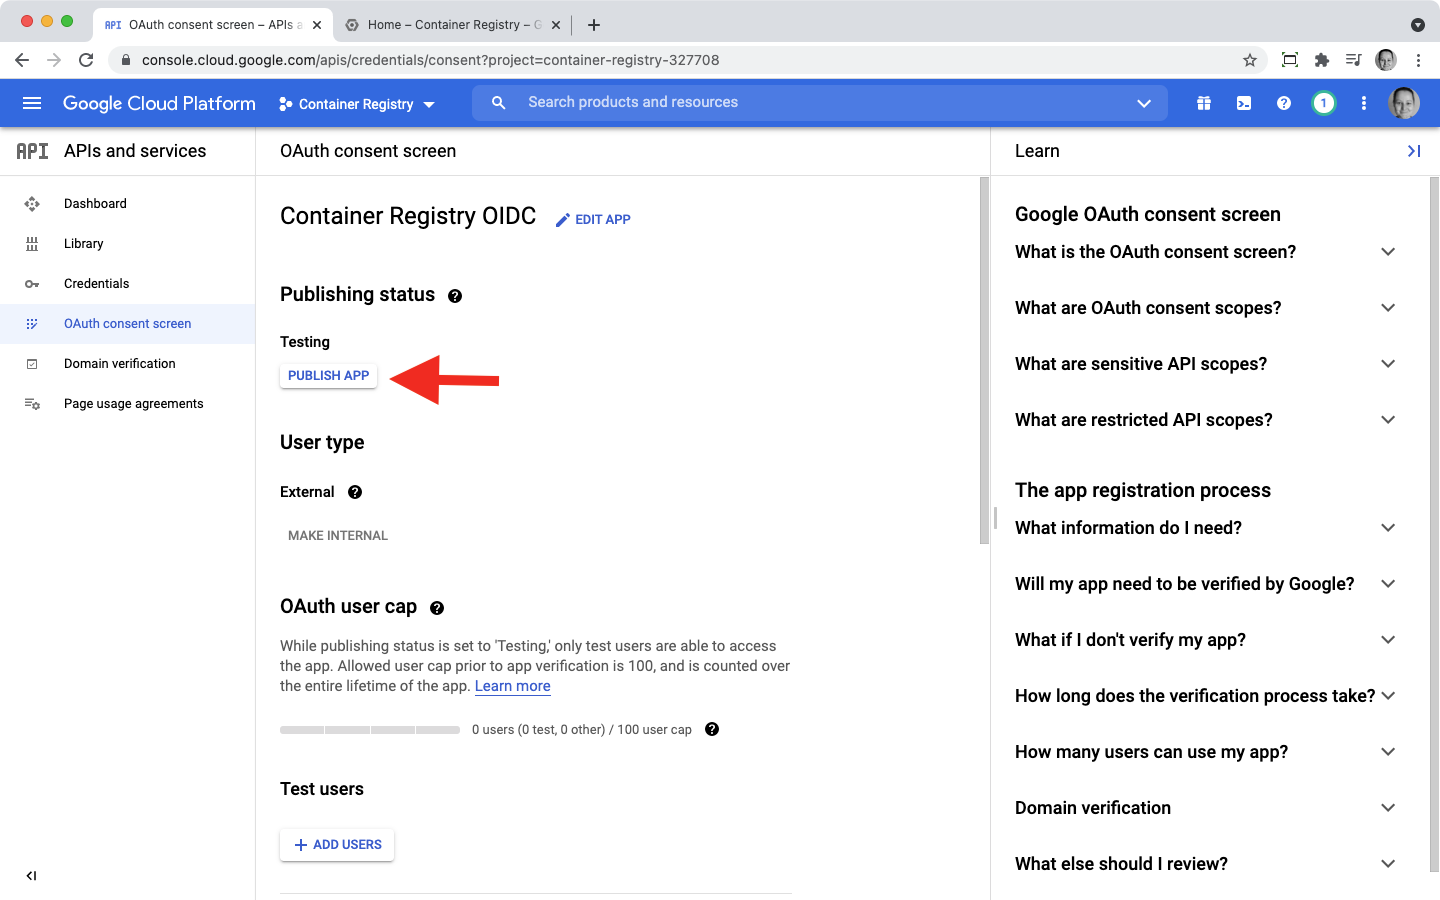 API OAuth consent screen – APIs a
Home – Container Registry – G
console.cloud.google.com/apis/credentials/consent?project=container-registry-327708
Google Cloud Platform
Container Registry
Search products and resources
1
API APIs and services
Dashboard
Library
Credentials
OAuth consent screen
Domain verification
Page usage agreements
OAuth consent screen
Container Registry OIDC
EDIT APP
Publishing status
Testing
PUBLISH APP
User type
External
MAKE INTERNAL
OAuth user cap
While publishing status is set to 'Testing,' only test users are able to access
the app. Allowed user cap prior to app verification is 100, and is counted over
the entire lifetime of the app. Learn more
0 users (0 test, 0 other) / 100 user cap
Test users
ADD USERS
Learn
Google OAuth consent screen
What is the OAuth consent screen?
What are OAuth consent scopes?
What are sensitive API scopes?
What are restricted API scopes?
The app registration process
What information do I need?
Will my app need to be verified by Google?
What if I don't verify my app?
How long does the verification process take?
How many users can use my app?
Domain verification
What else should I review?